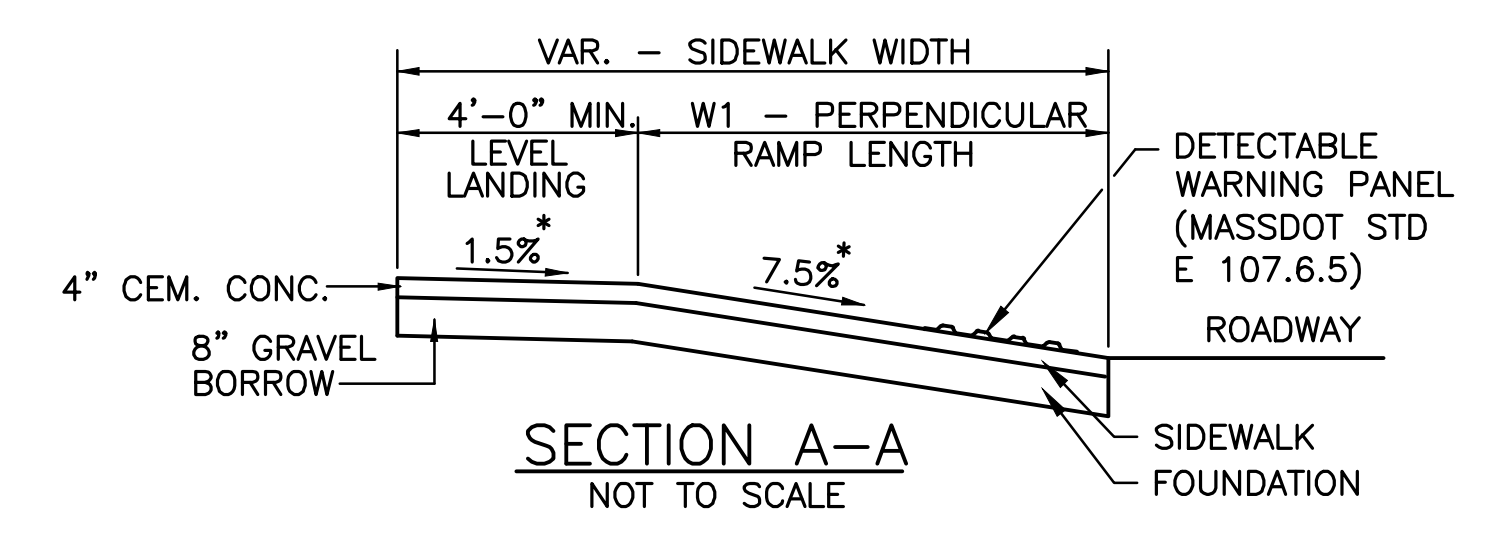 VAR. - SIDEWALK WIDTH
4'-0" MIN.
LEVEL
LANDING
W1 - PERPENDICULAR
RAMP LENGTH
DETECTABLE
WARNING PANEL
(MASSDOT STD
E 107.6.5)
1.5%*
7.5%*
4" CEM. CONC.
ROADWAY
8" GRAVEL
BORROW
SIDEWALK
FOUNDATION
SECTION A-A
NOT TO SCALE